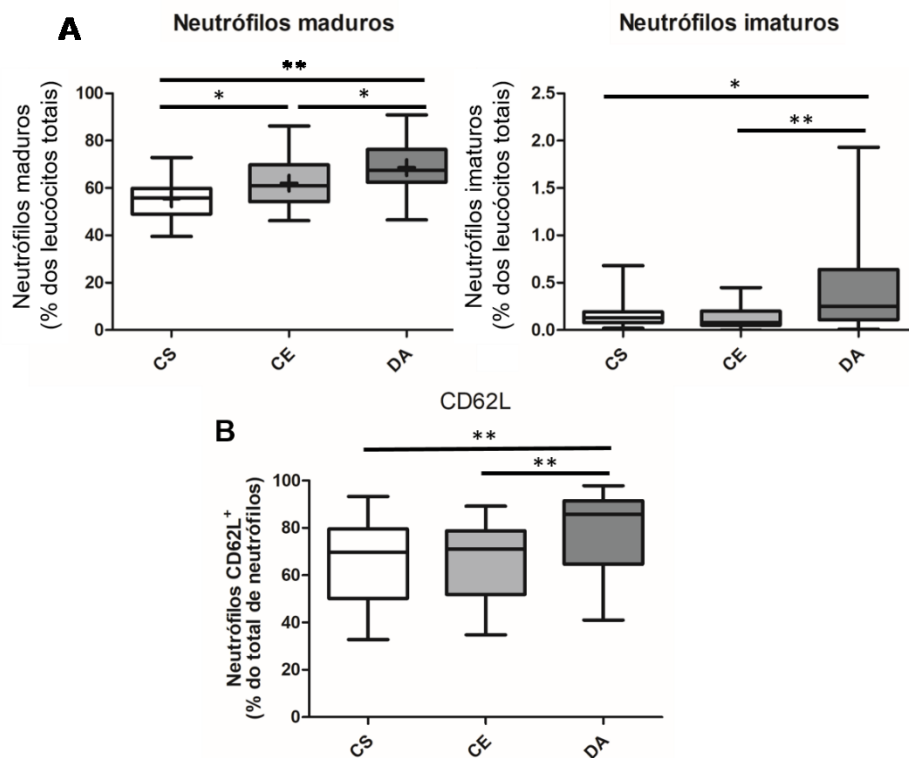 A
Neutrófilos maduros
Neutrófilos maduros
(% dos leucócitos totais)
100
80
60
40
20
0
**
*
*
CS
CE
DA
Neutrófilos imaturos
Neutrófilos imaturos
(% dos leucócitos totais)
2.5
2.0
1.5
1.0
0.5
0.0
*
**
CS
CE
DA
B
CD62L
Neutrófilos CD62L+
(% do total de neutrófilos)
100
80
60
40
20
0
**
**
CS
CE
DA